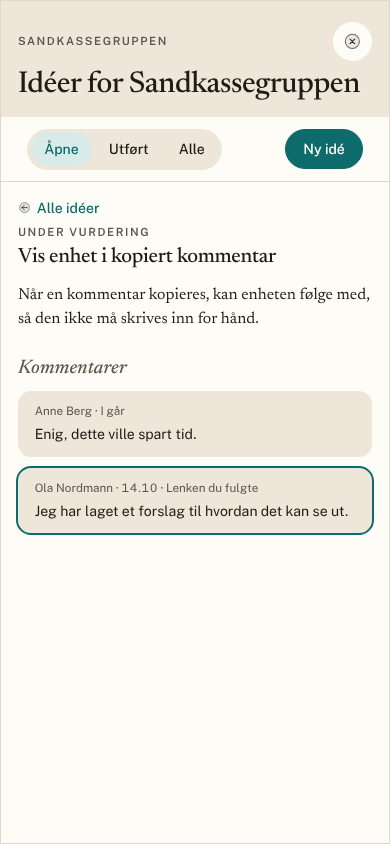 SANDKASSEGRUPPEN
Idéer for Sandkassegruppen
Åpne
Utført
Alle
Ny idé
Alle idéer
UNDER VURDERING
Vis enhet i kopiert kommentar
Når en kommentar kopieres, kan enheten følge med,
så den ikke må skrives inn for hånd.
Kommentarer
Anne Berg · I går
Enig, dette ville spart tid.
Ola Nordmann · 14.10 · Lenken du fulgte
Jeg har laget et forslag til hvordan det kan se ut.